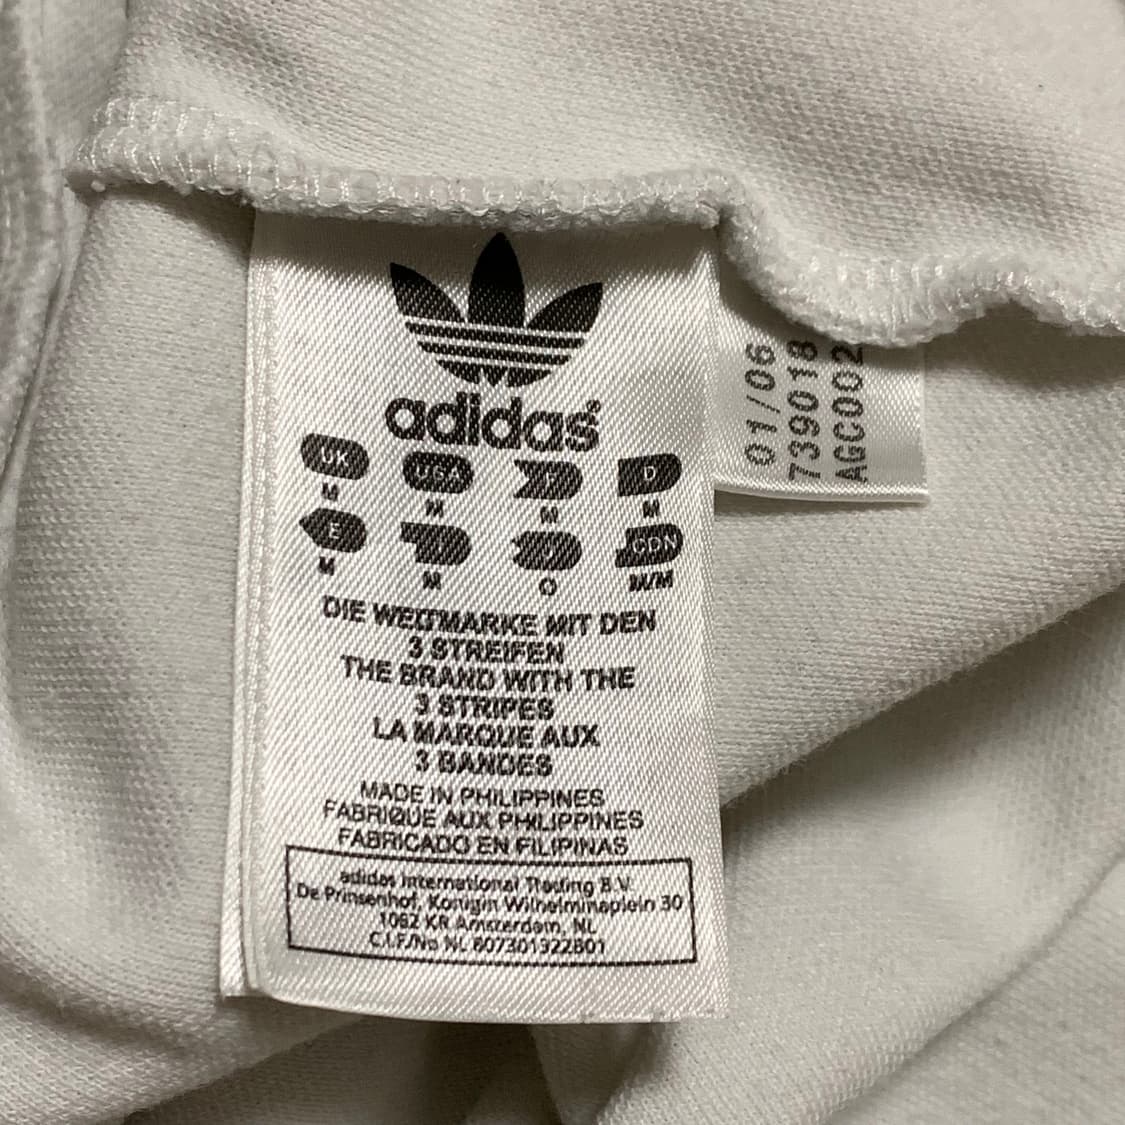 adidas
UK USA F D
M M M M
E I J CDN
M M O M/M
DIE WELTMARKE MIT DEN
3 STREIFEN
THE BRAND WITH THE
3 STRIPES
LA MARQUE AUX
3 BANDES
MADE IN PHILIPPINES
FABRIQUE AUX PHILIPPINES
FABRICADO EN FILIPINAS
adidas International Trading B.V.
De Prinsenhof, Koningin Wilhelminaplein 30
1062 KR Amsterdam, NL
C.I.F./No NL 807301322B01
01/06
739018
AGC002